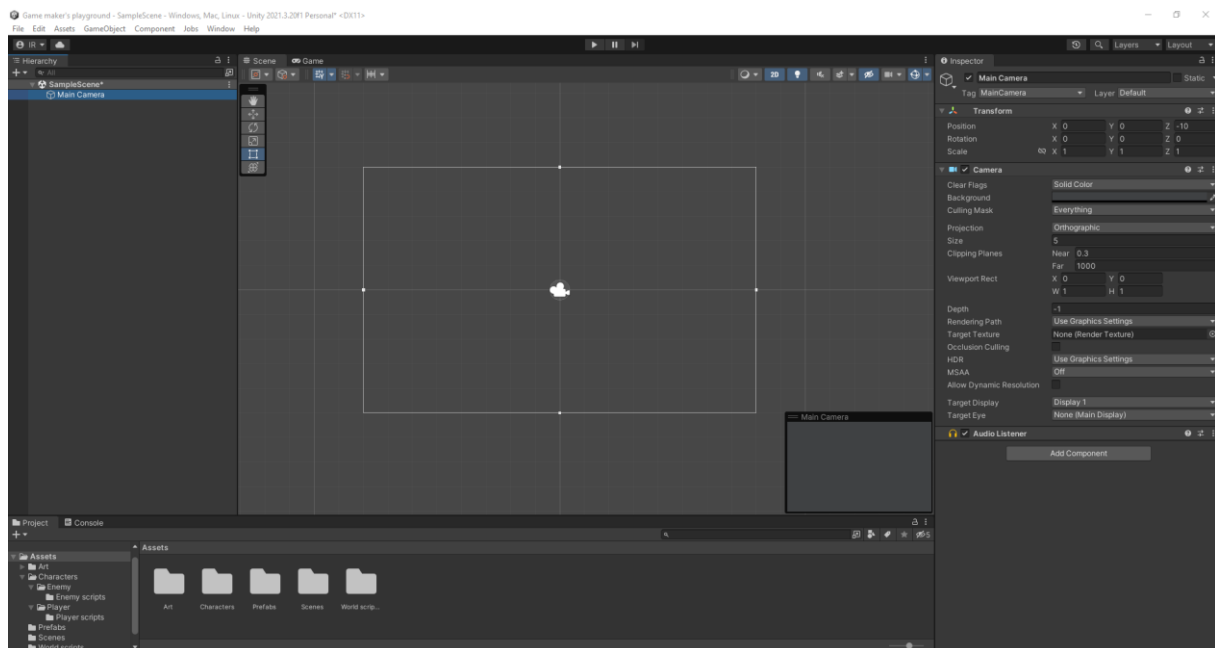 Game maker's playground - SampleScene - Windows, Mac, Linux - Unity 2021.3.20f1 Personal* <DX11>
File Edit Assets GameObject Component Jobs Window Help
IR Layers Layout
Hierarchy
All
SampleScene*
Main Camera
Scene Game
2D
Main Camera
Inspector
Main Camera Static
Tag MainCamera Layer Default
Transform
Position X 0 Y 0 Z -10
Rotation X 0 Y 0 Z 0
Scale X 1 Y 1 Z 1
Camera
Clear Flags Solid Color
Background
Culling Mask Everything
Projection Orthographic
Size 5
Clipping Planes Near 0.3
Far 1000
Viewport Rect X 0 Y 0
W 1 H 1
Depth -1
Rendering Path Use Graphics Settings
Target Texture None (Render Texture)
Occlusion Culling
HDR Use Graphics Settings
MSAA Off
Allow Dynamic Resolution
Target Display Display 1
Target Eye None (Main Display)
Audio Listener
Add Component
Project Console
Assets
Art
Characters
Enemy
Enemy scripts
Player
Player scripts
Prefabs
Scenes
World scripts
Assets
Art Characters Prefabs Scenes World scrip...